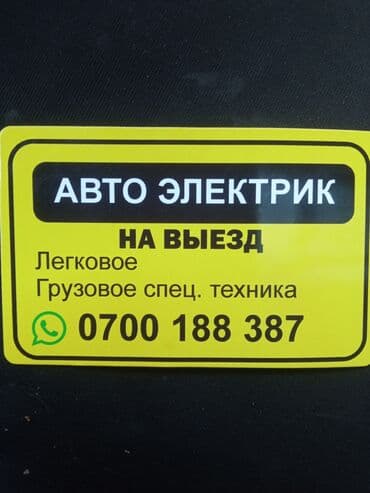 АВТО ЭЛЕКТРИК
НА ВЫЕЗД
Легковое
Грузовое спец. техника
0700 188 387